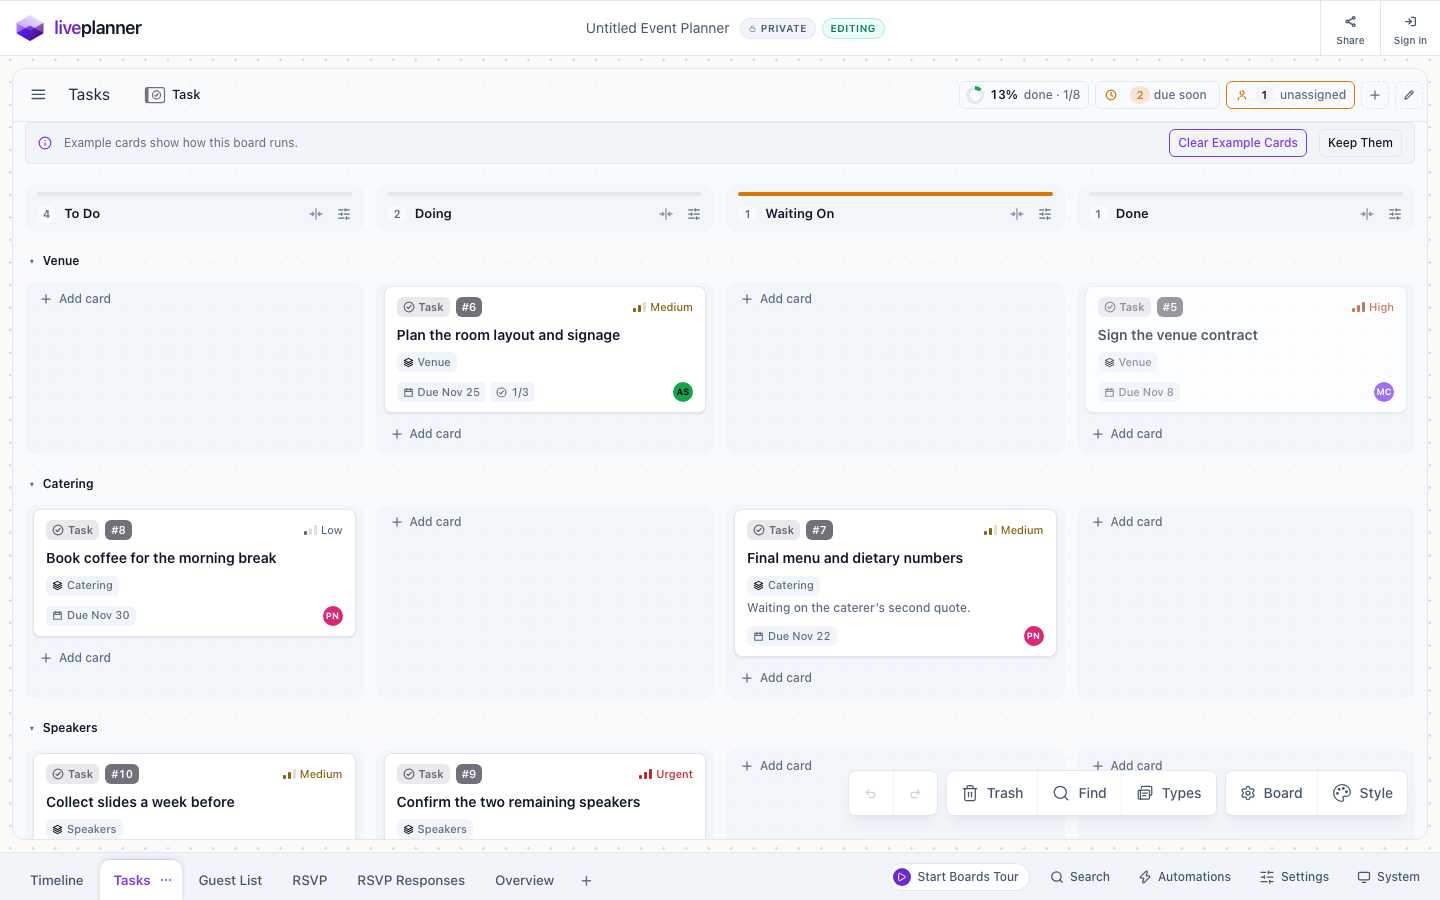 liveplanner
Untitled Event Planner
PRIVATE
EDITING
Share
Sign in
Tasks
Task
13% done · 1/8
2 due soon
1 unassigned
Example cards show how this board runs.
Clear Example Cards
Keep Them
4 To Do
2 Doing
1 Waiting On
1 Done
Venue
Add card
Task #6 Medium
Plan the room layout and signage
Venue
Due Nov 25 1/3 AS
Add card
Add card
Task #5 High
Sign the venue contract
Venue
Due Nov 8 MC
Add card
Catering
Task #8 Low
Book coffee for the morning break
Catering
Due Nov 30 PN
Add card
Add card
Task #7 Medium
Final menu and dietary numbers
Catering
Waiting on the caterer's second quote.
Due Nov 22 PN
Add card
Add card
Speakers
Task #10 Medium
Collect slides a week before
Speakers
Task #9 Urgent
Confirm the two remaining speakers
Speakers
Add card
Add card
Trash
Find
Types
Board
Style
Timeline
Tasks
Guest List
RSVP
RSVP Responses
Overview
Start Boards Tour
Search
Automations
Settings
System